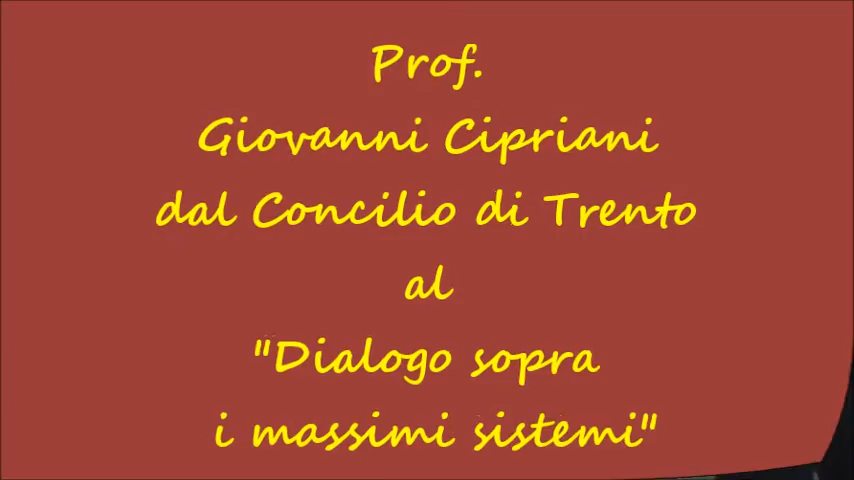 Prof.
Giovanni Cipriani
dal Concilio di Trento
al
"Dialogo sopra
i massimi sistemi"